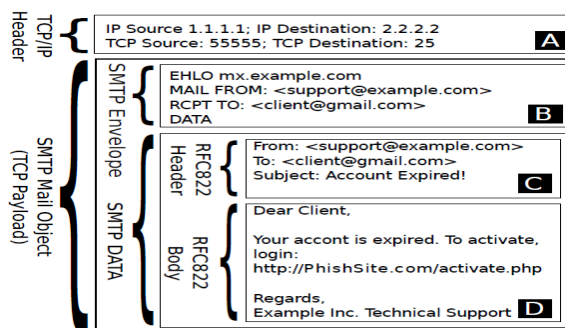 TCP/IP
Header
IP Source 1.1.1.1; IP Destination: 2.2.2.2
TCP Source: 55555; TCP Destination: 25
A
SMTP Mail Object
(TCP Payload)
SMTP Envelope
EHLO mx.example.com
MAIL FROM: <support@example.com>
RCPT TO: <client@gmail.com>
DATA
B
SMTP DATA
RFC822
Header
From: <support@example.com>
To: <client@gmail.com>
Subject: Account Expired!
C
RFC822
Body
Dear Client,
Your accont is expired. To activate,
login:
http://PhishSite.com/activate.php
Regards,
Example Inc. Technical Support
D